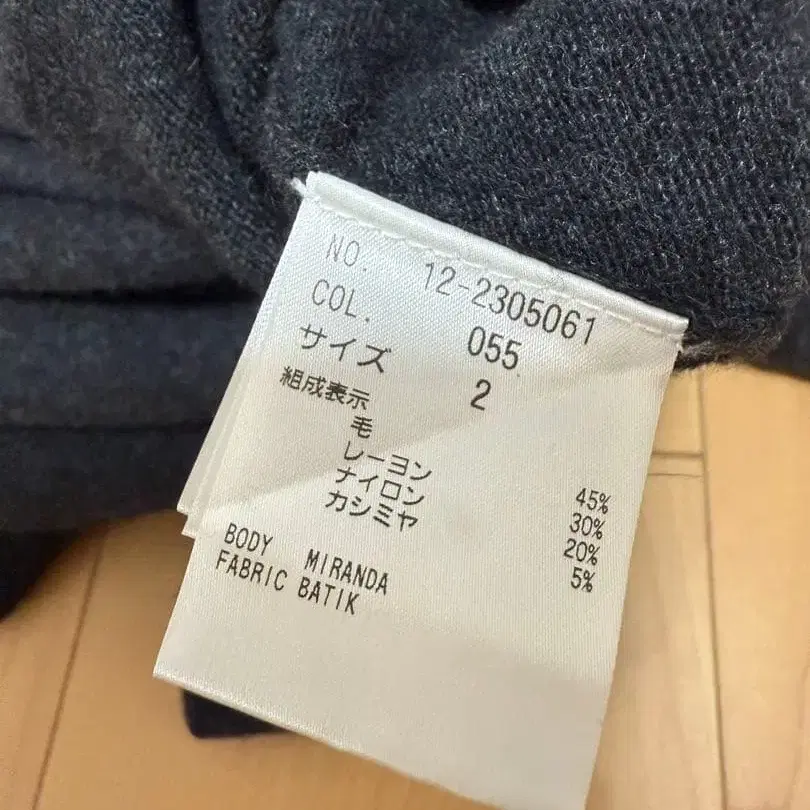 NO. 12-2305061
COL. 055
サイズ 2
組成表示
毛 45%
レーヨン 30%
ナイロン 20%
カシミヤ 5%
BODY MIRANDA
FABRIC BATIK